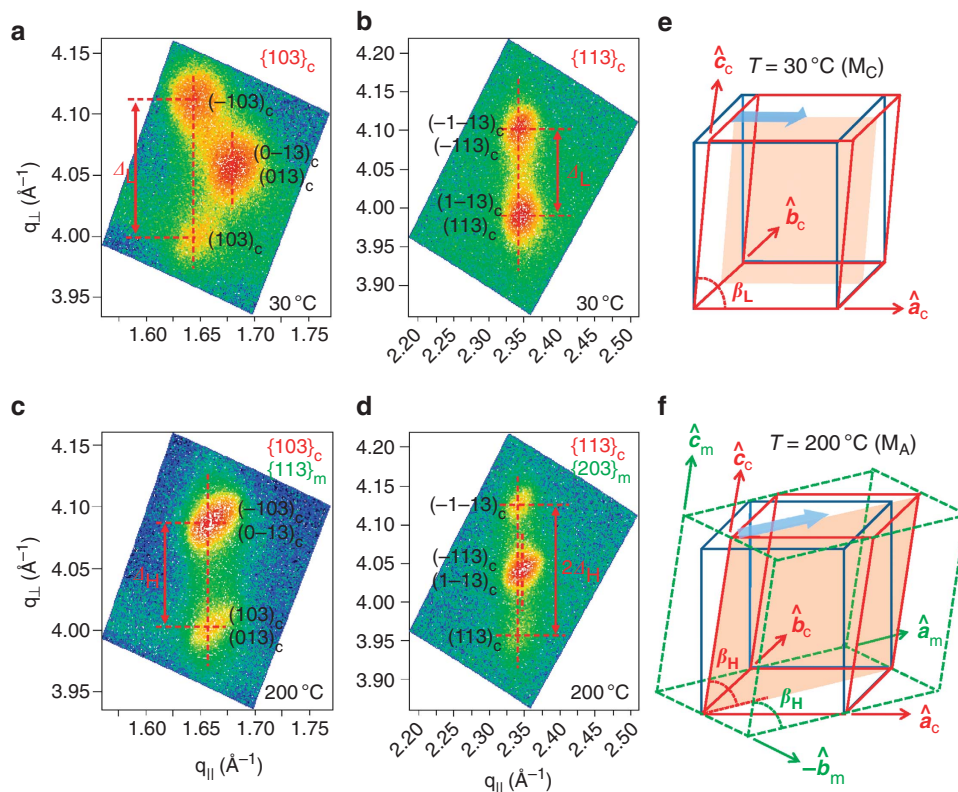 a
{103}c
4.15
4.10
4.05
4.00
3.95
q⊥ (Å–1)
(–103)c
(0–13)c
(013)c
(103)c
ΔL
30 °C
1.60 1.65 1.70 1.75
b
{113}c
4.20
4.15
4.10
4.05
4.00
3.95
3.90
(–1–13)c
(–113)c
(1–13)c
(113)c
ΔL
30 °C
2.20 2.25 2.30 2.35 2.40 2.45 2.50
e
T = 30 °C (MC)
ĉc
b̂c
βL
âc
c
{103}c
{113}m
4.15
4.10
4.05
4.00
3.95
q⊥ (Å–1)
(–103)c
(0–13)c
(103)c
(013)c
200 °C
1.60 1.65 1.70 1.75
q|| (Å–1)
d
{113}c
{203}m
4.20
4.15
4.10
4.05
4.00
3.95
3.90
(–1–13)c
(–113)c
(1–13)c
(113)c
2ΔH
200 °C
2.20 2.25 2.30 2.35 2.40 2.45 2.50
q|| (Å–1)
f
T = 200 °C (MA)
ĉm
ĉc
b̂c
âm
βH
βH
âc
–b̂m